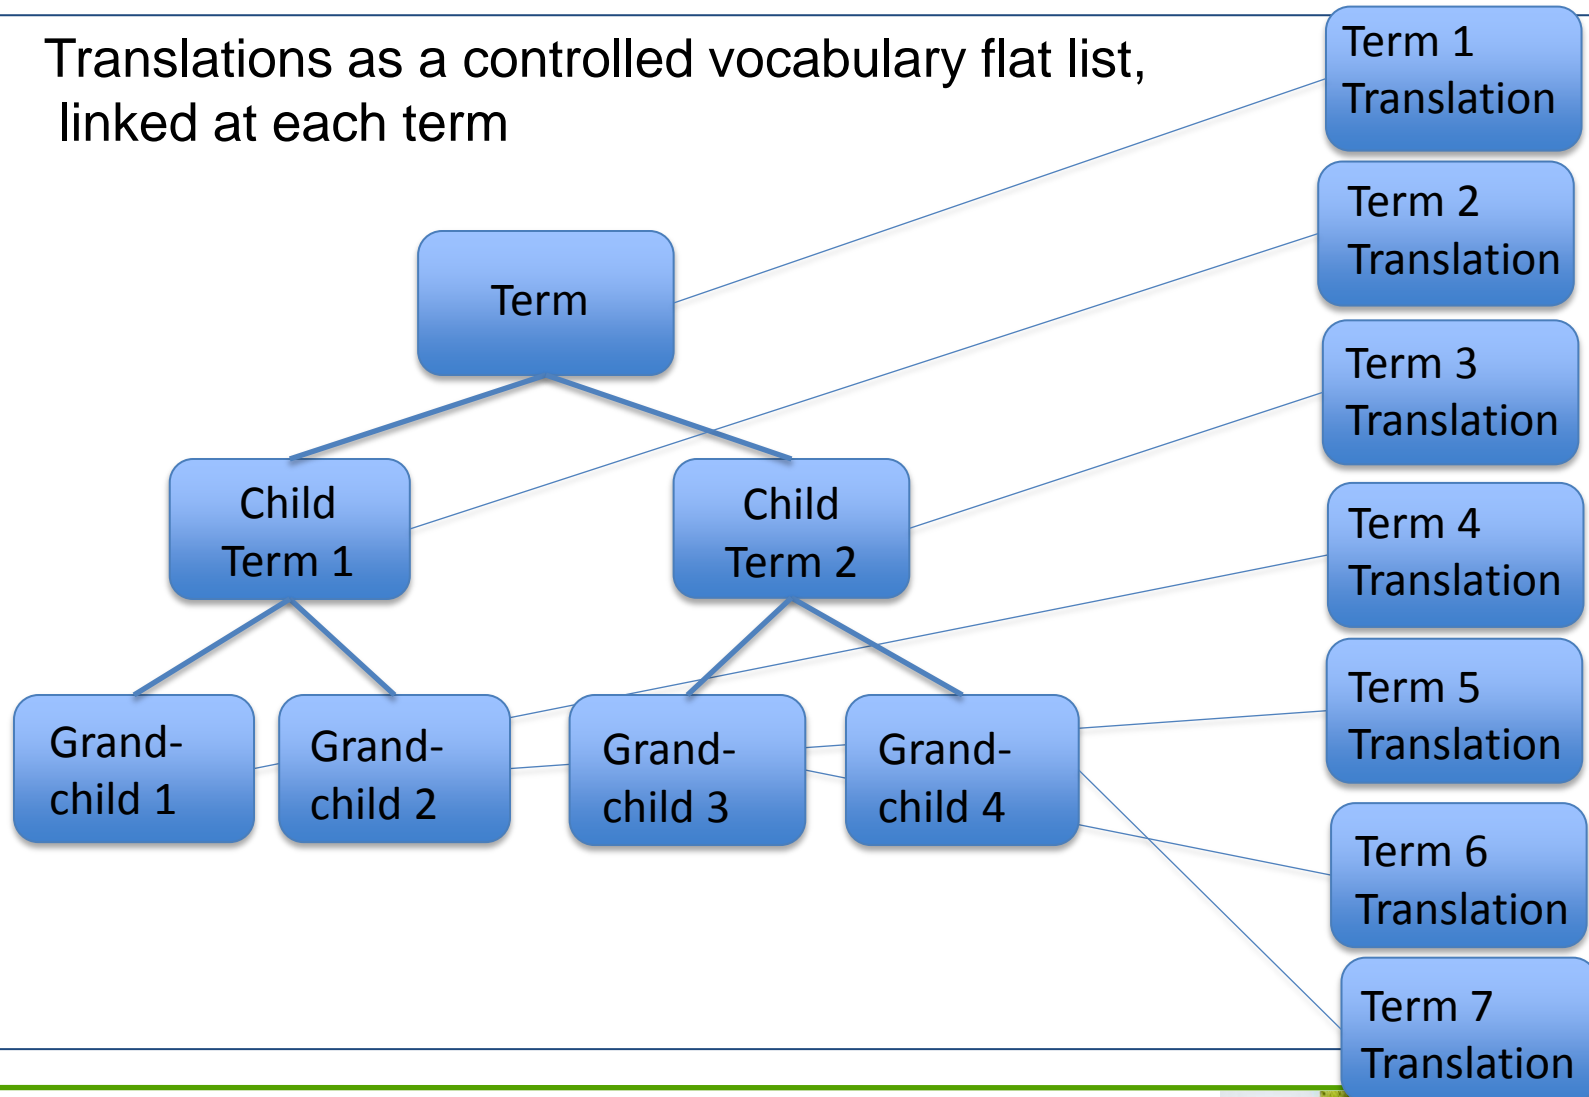 Translations as a controlled vocabulary flat list,
linked at each term
Term
Child
Term 1
Child
Term 2
Grand-
child 1
Grand-
child 2
Grand-
child 3
Grand-
child 4
Term 1
Translation
Term 2
Translation
Term 3
Translation
Term 4
Translation
Term 5
Translation
Term 6
Translation
Term 7
Translation